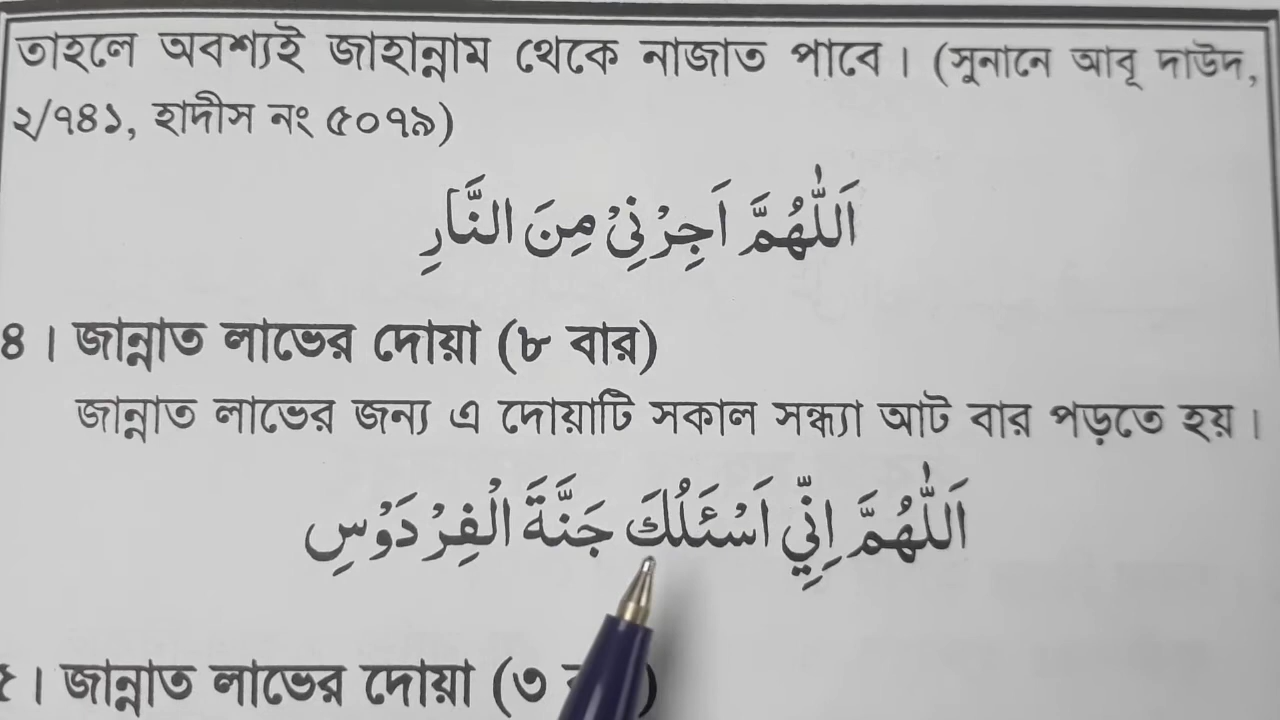 তাহলে অবশ্যই জাহান্নাম থেকে নাজাত পাবে। (সুনানে আবূ দাউদ,
২/৭৪১, হাদীস নং ৫০৭৯)
اَللّٰهُمَّ اَجِرْنِيْ مِنَ النَّارِ
৪। জান্নাত লাভের দোয়া (৮ বার)
জান্নাত লাভের জন্য এ দোয়াটি সকাল সন্ধ্যা আট বার পড়তে হয়।
اَللّٰهُمَّ اِنِّيْ اَسْئَلُكَ جَنَّةَ الْفِرْدَوْسِ
৫। জান্নাত লাভের দোয়া (৩